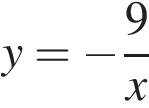 y = −9/x